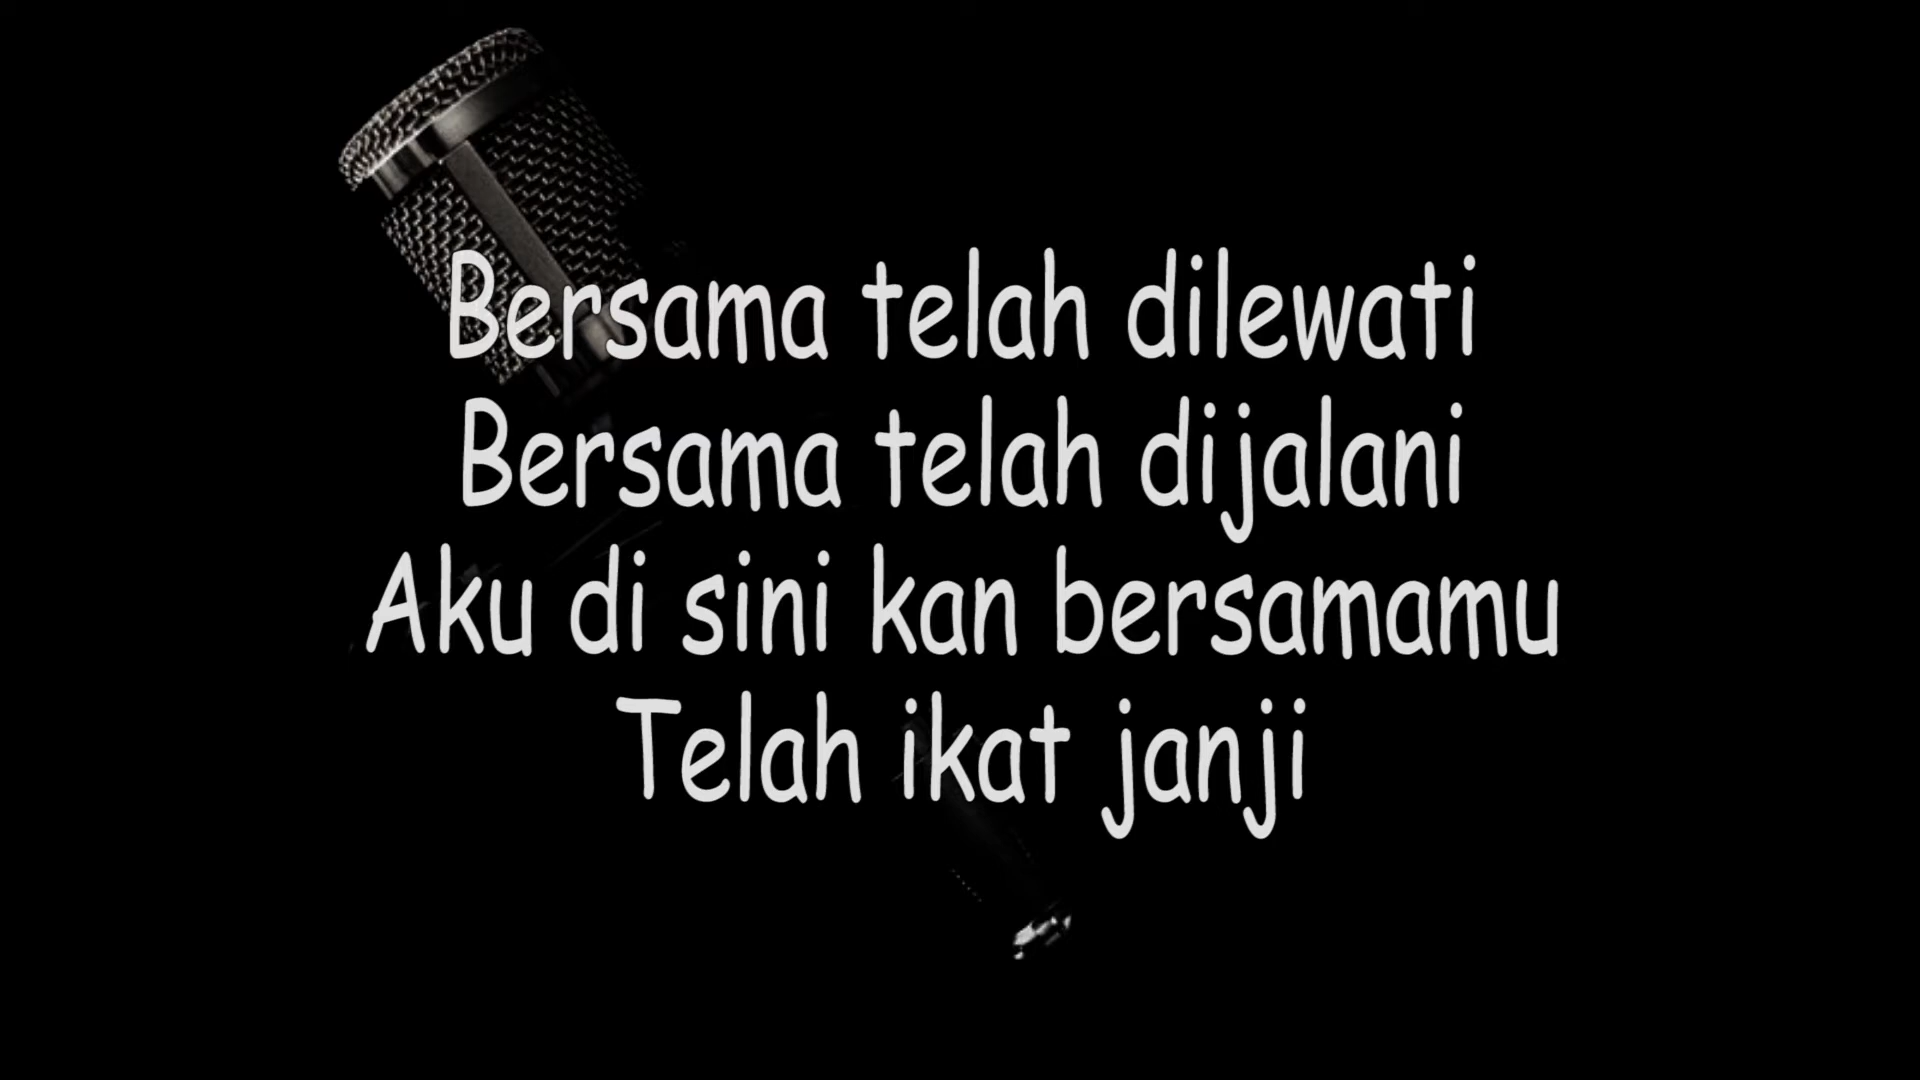 Bersama telah dilewati
Bersama telah dijalani
Aku di sini kan bersamamu
Telah ikat janji